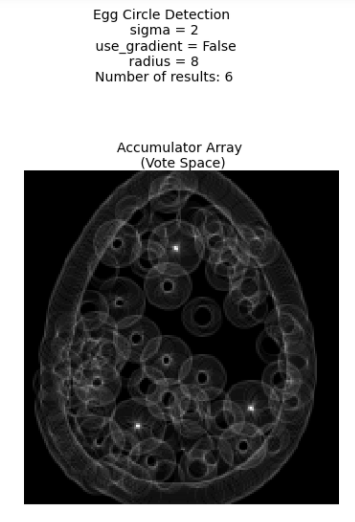 Egg Circle Detection
sigma = 2
use_gradient = False
radius = 8
Number of results: 6
Accumulator Array
(Vote Space)